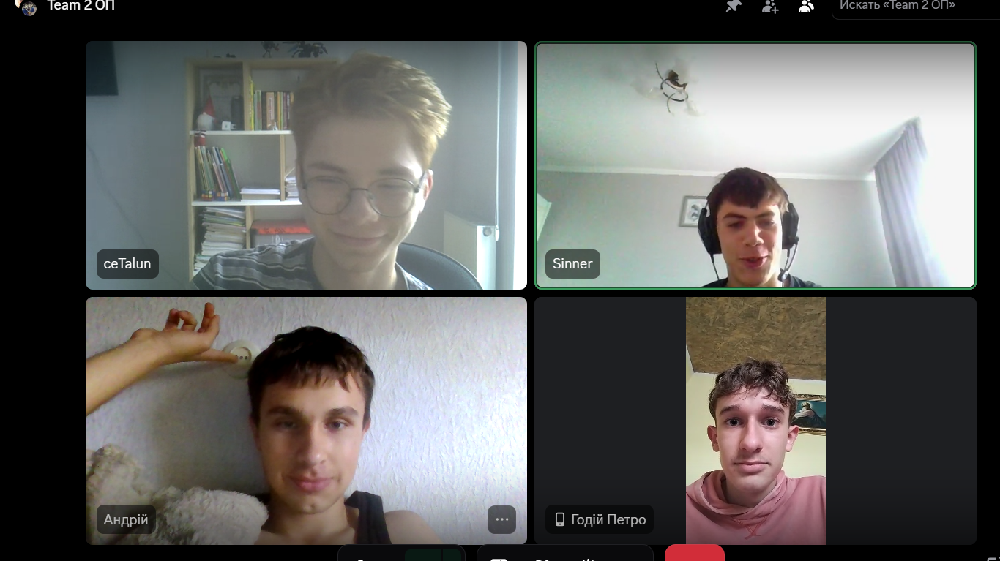 Team 2 ОП
Искать «Team 2 ОП»
ceTalun
Sinner
Андрій
Годій Петро